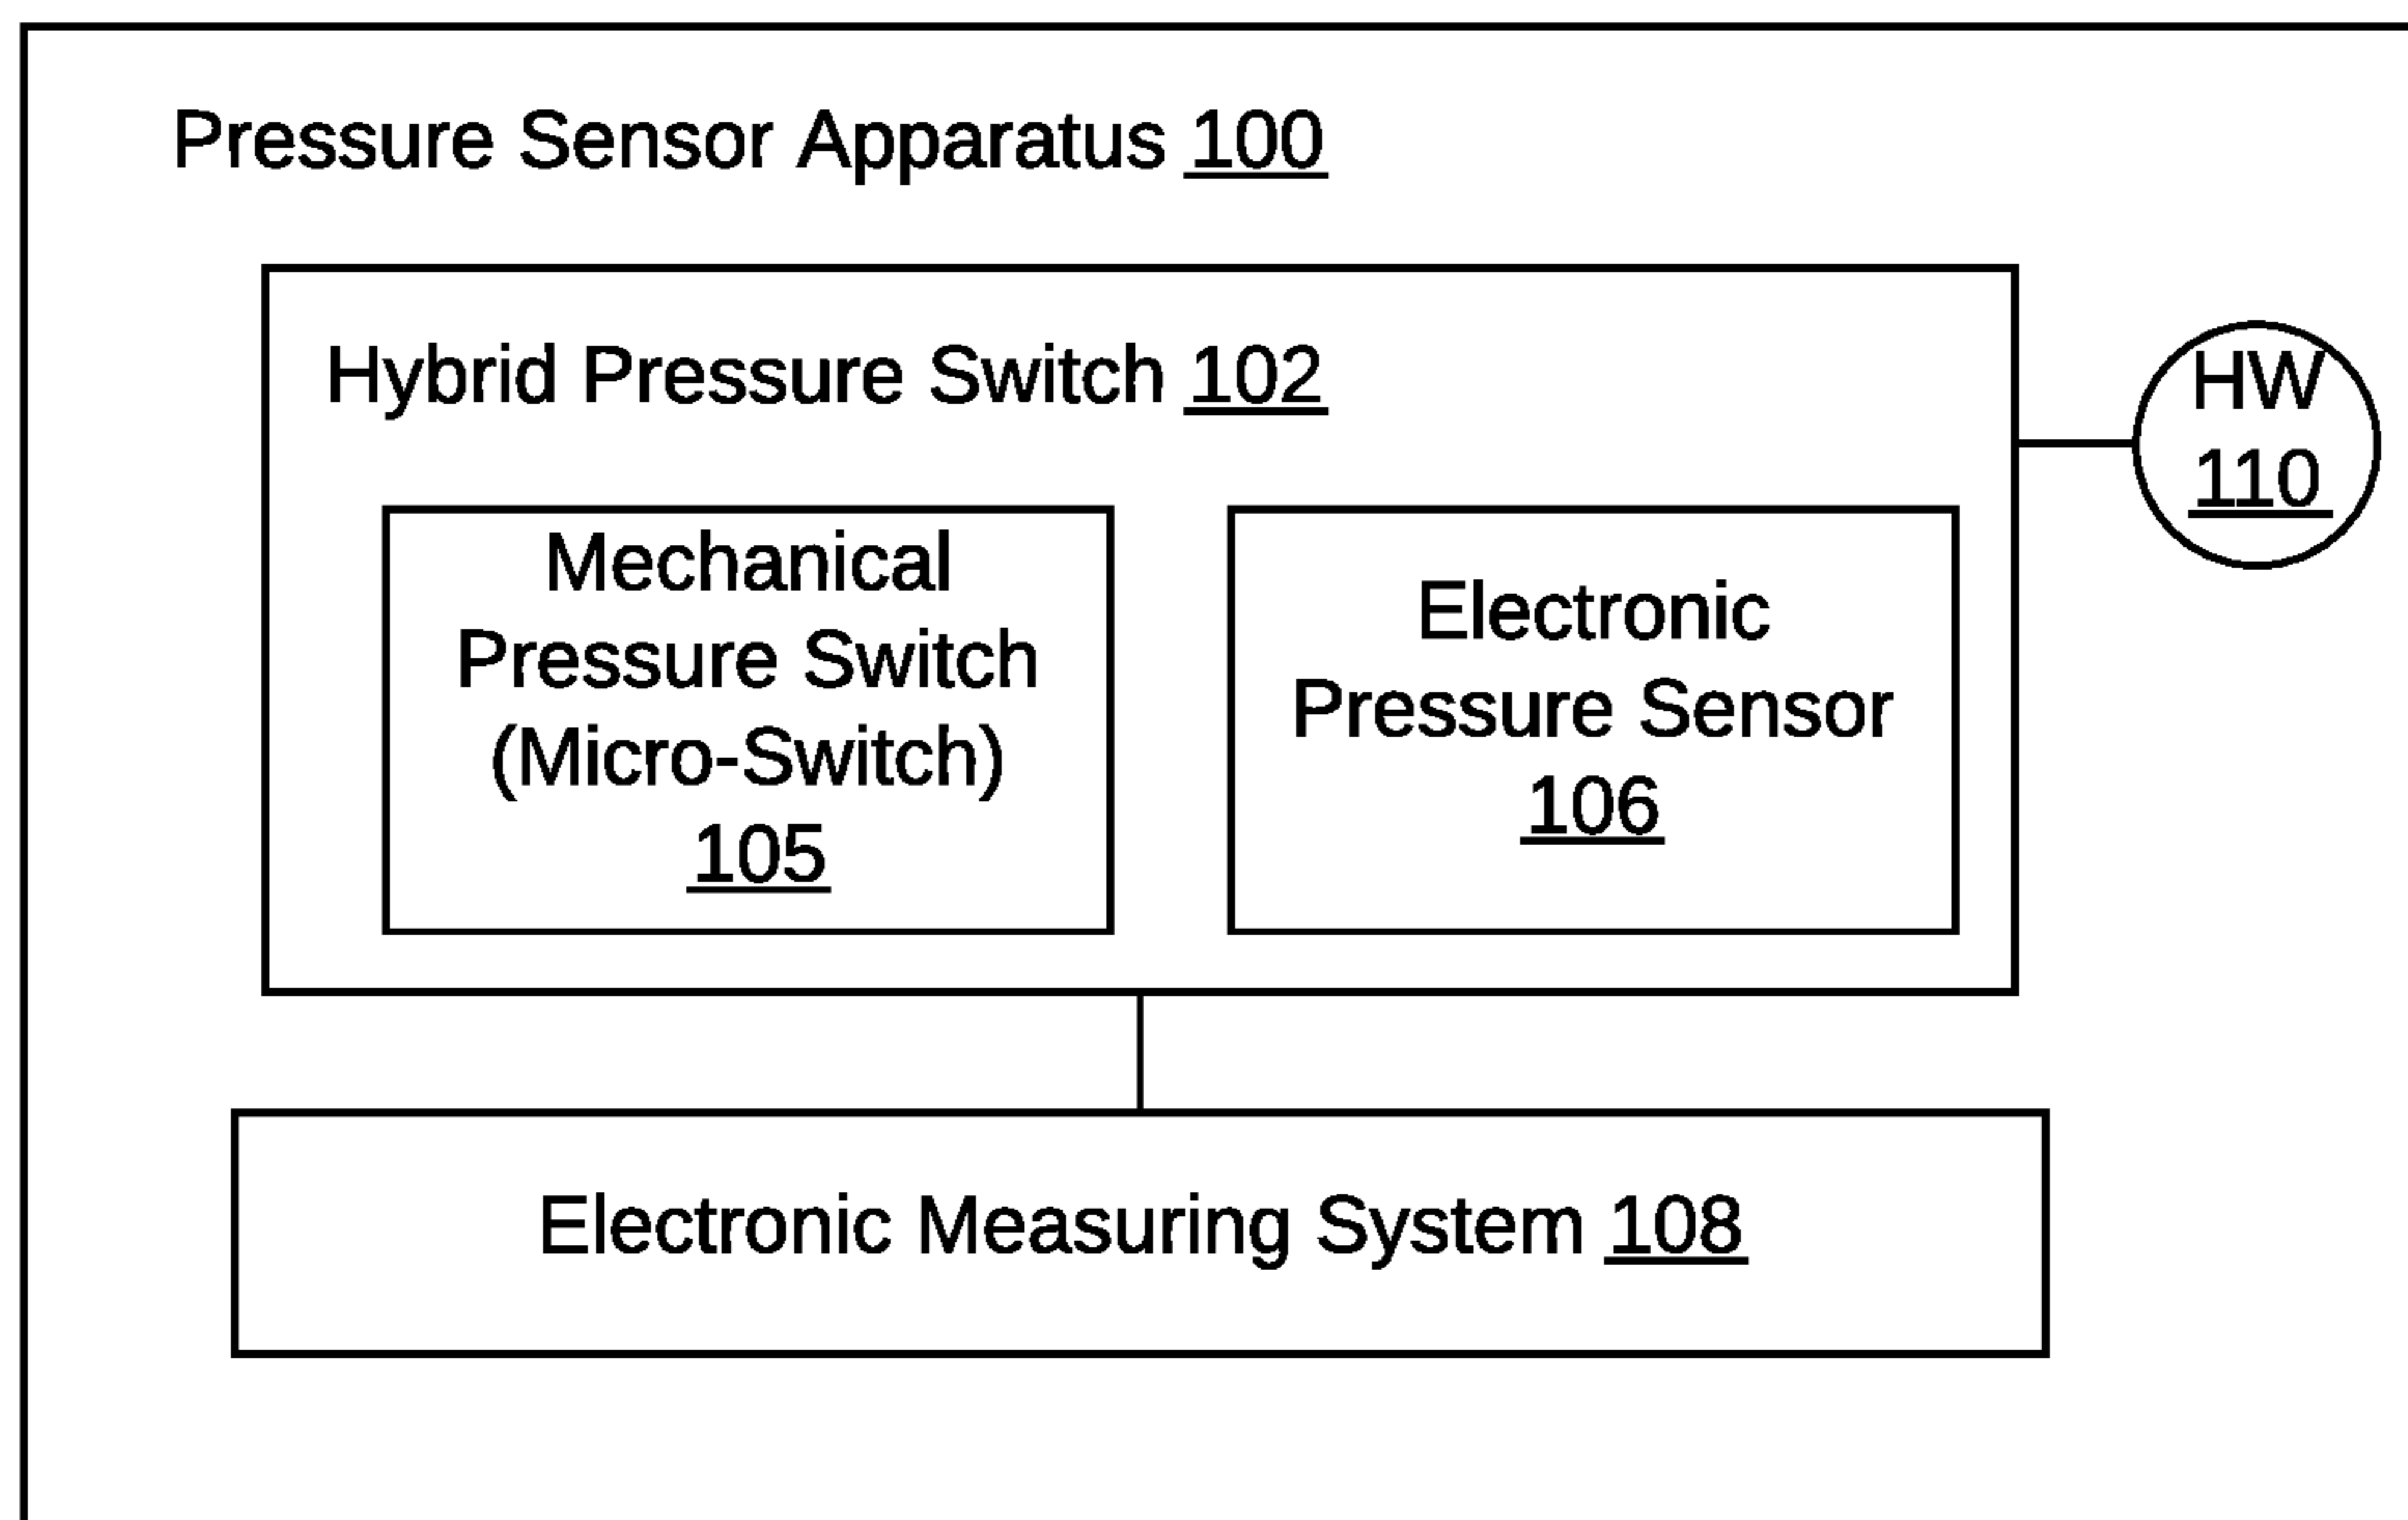 Pressure Sensor Apparatus 100
Hybrid Pressure Switch 102
HW
110
Mechanical
Pressure Switch
(Micro-Switch)
105
Electronic
Pressure Sensor
106
Electronic Measuring System 108